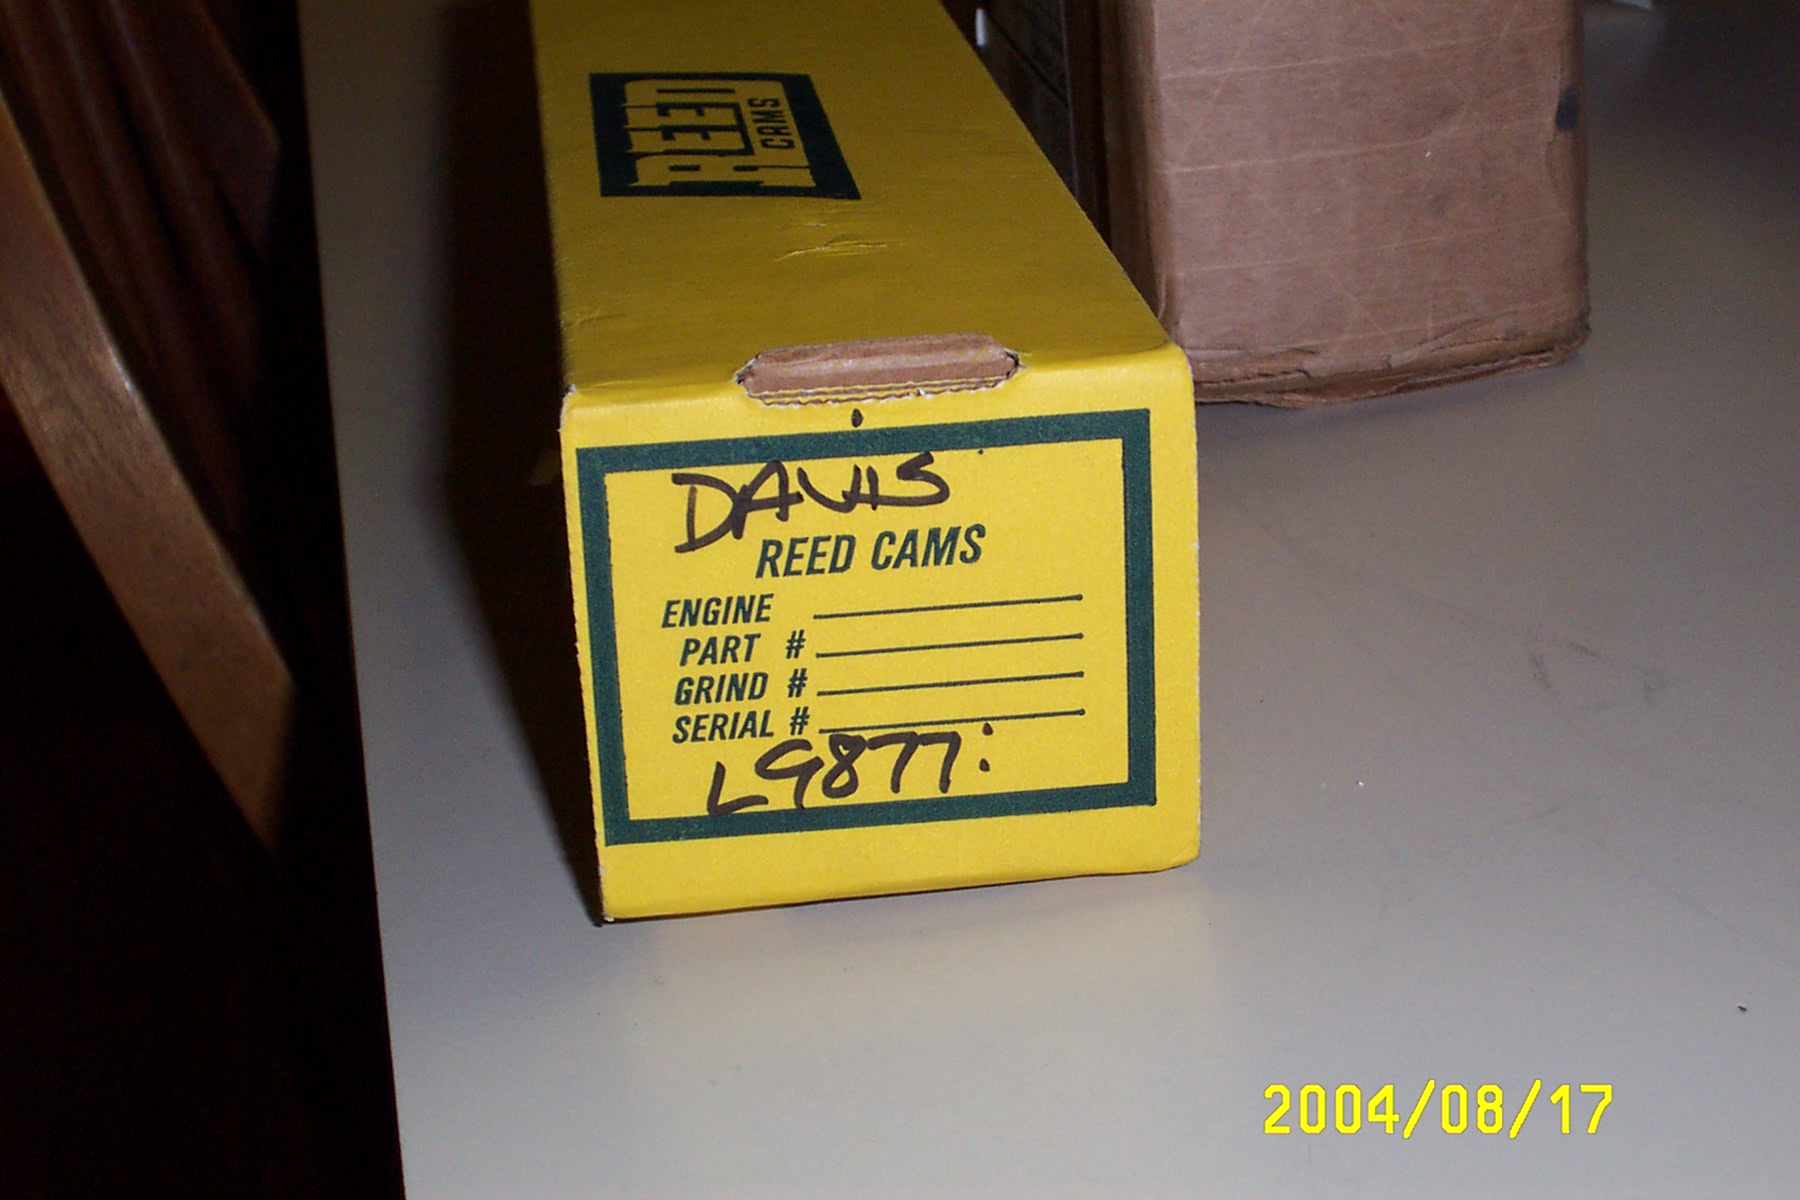 REED
CAMS
DAVIS
REED CAMS
ENGINE
PART #
GRIND #
SERIAL #
L9877:
2004/08/17